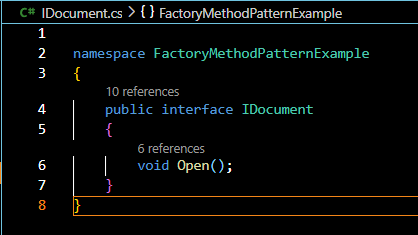 C# IDocument.cs > {} FactoryMethodPatternExample
1
2 namespace FactoryMethodPatternExample
3 {
10 references
4 public interface IDocument
5 {
6 references
6 void Open();
7 }
8 }